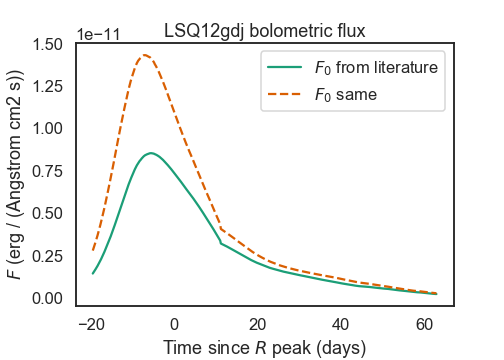 LSQ12gdj bolometric flux
1e−11
1.50
1.25
1.00
0.75
0.50
0.25
0.00
F (erg / (Angstrom cm2 s))
F₀ from literature
F₀ same
−20 0 20 40 60
Time since R peak (days)